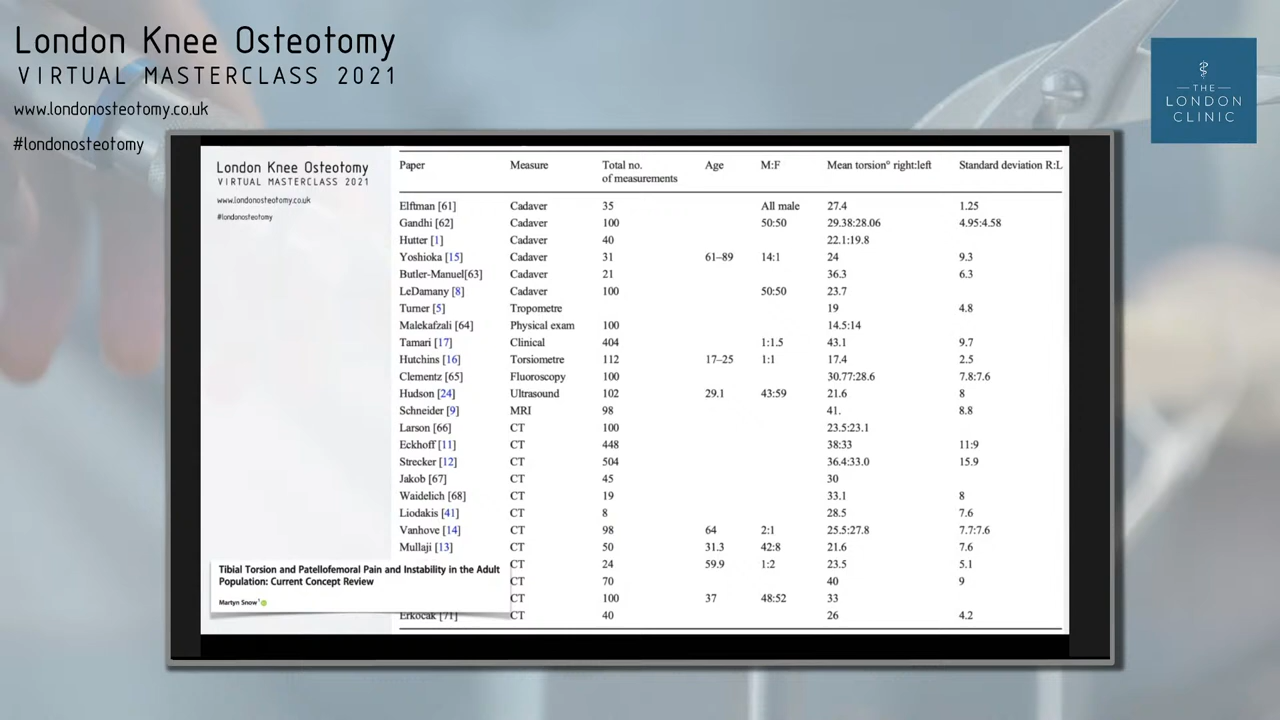 London Knee Osteotomy
VIRTUAL MASTERCLASS 2021
www.londonosteotomy.co.uk
#londonosteotomy
THE
LONDON
CLINIC
London Knee Osteotomy
VIRTUAL MASTERCLASS 2021
www.londonosteotomy.co.uk
#londonosteotomy
Paper Measure Total no. of measurements Age M:F Mean torsion° right:left Standard deviation R:L
Elftman [61] Cadaver 35 All male 27.4 1.25
Gandhi [62] Cadaver 100 50:50 29.38:28.06 4.95:4.58
Hutter [1] Cadaver 40 22.1:19.8
Yoshioka [15] Cadaver 31 61–89 14:1 24 9.3
Butler-Manuel[63] Cadaver 21 36.3 6.3
LeDamany [8] Cadaver 100 50:50 23.7
Turner [5] Tropometre 19 4.8
Malekafzali [64] Physical exam 100 14.5:14
Tamari [17] Clinical 404 1:1.5 43.1 9.7
Hutchins [16] Torsiometre 112 17–25 1:1 17.4 2.5
Clementz [65] Fluoroscopy 100 30.77:28.6 7.8:7.6
Hudson [24] Ultrasound 102 29.1 43:59 21.6 8
Schneider [9] MRI 98 41. 8.8
Larson [66] CT 100 23.5:23.1
Eckhoff [11] CT 448 38:33 11:9
Strecker [12] CT 504 36.4:33.0 15.9
Jakob [67] CT 45 30
Waidelich [68] CT 19 33.1 8
Liodakis [41] CT 8 28.5 7.6
Vanhove [14] CT 98 64 2:1 25.5:27.8 7.7:7.6
Mullaji [13] CT 50 31.3 42:8 21.6 7.6
CT 24 59.9 1:2 23.5 5.1
CT 70 40 9
CT 100 37 48:52 33
Erkocak [71] CT 40 26 4.2
Tibial Torsion and Patellofemoral Pain and Instability in the Adult
Population: Current Concept Review
Martyn Snow¹